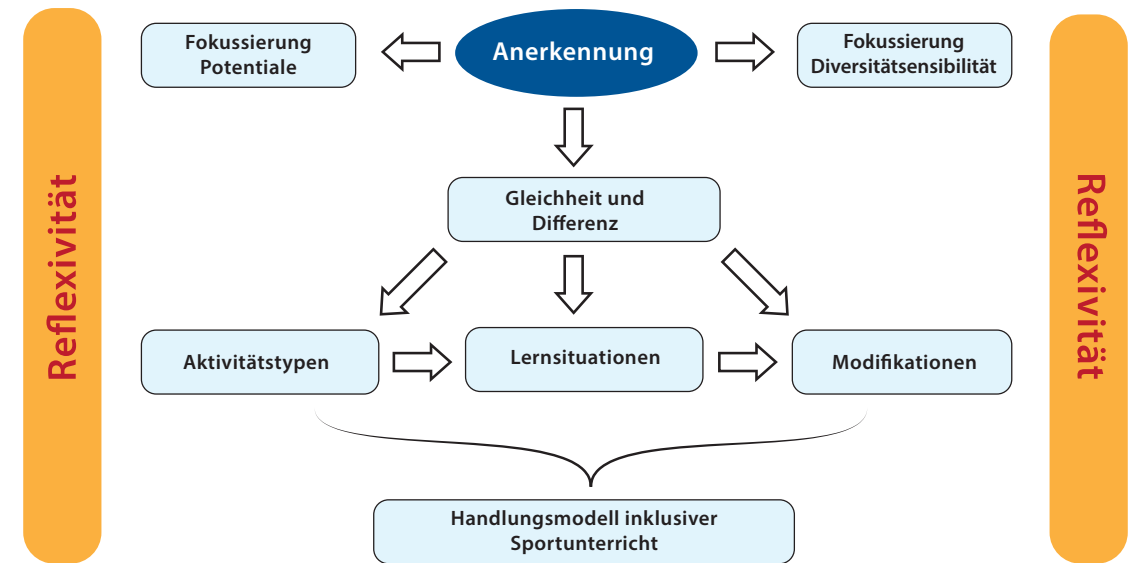 Reflexivität
Fokussierung
Potentiale
Anerkennung
Fokussierung
Diversitätsensibilität
Gleichheit und
Differenz
Aktivitätstypen
Lernsituationen
Modifikationen
Handlungsmodell inklusiver
Sportunterricht
Reflexivität